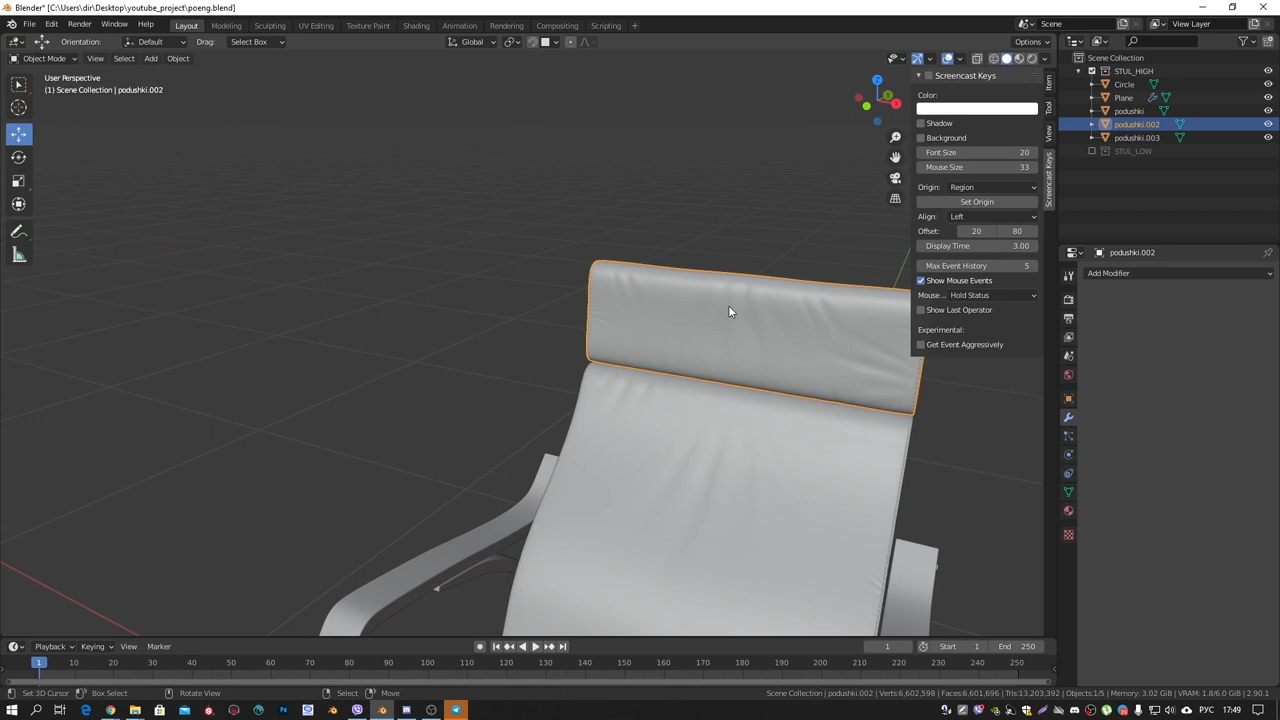 Blender* [C:\Users\dir\Desktop\youtube_project\poeng.blend]
File Edit Render Window Help Layout Modeling Sculpting UV Editing Texture Paint Shading Animation Rendering Compositing Scripting + Scene View Layer
Orientation: Default Drag: Select Box Global Options
Object Mode View Select Add Object
User Perspective
(1) Scene Collection | podushki.002
Screencast Keys
Color:
Shadow
Background
Font Size 20
Mouse Size 33
Origin: Region
Set Origin
Align: Left
Offset: 20 80
Display Time 3.00
Max Event History 5
Show Mouse Events
Mouse .. Hold Status
Show Last Operator
Experimental:
Get Event Aggressively
Item
Tool
View
Screencast Keys
Scene Collection
STUL_HIGH
Circle
Plane
podushki
podushki.002
podushki.003
STUL_LOW
podushki.002
Add Modifier
Z
Y
X
Playback Keying View Marker 1 Start 1 End 250
1 10 20 30 40 50 60 70 80 90 100 110 120 130 140 150 160 170 180 190 200 210 220 230 240 250
Set 3D Cursor Box Select Rotate View Select Move Scene Collection | podushki.002 | Verts:6,602,598 | Faces:6,601,696 | Tris:13,203,392 | Objects:1/5 | Memory: 3.02 GiB | VRAM: 1.8/6.0 GiB | 2.90.1
РУС 17:49